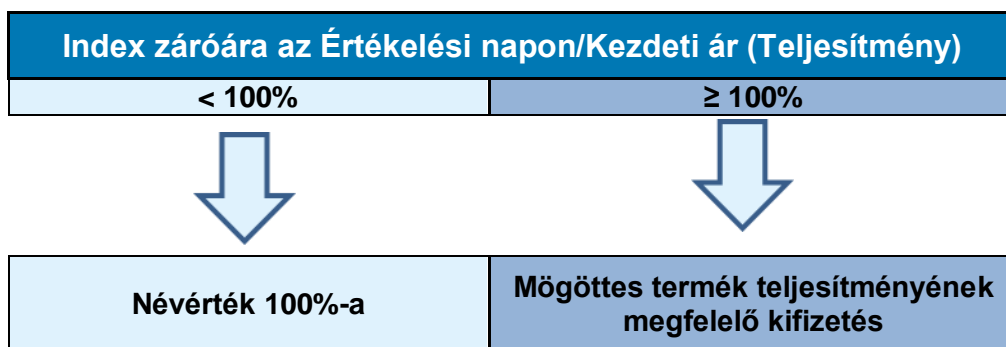 Index záróára az Értékelési napon/Kezdeti ár (Teljesítmény)
< 100%
≥ 100%
Névérték 100%-a
Mögöttes termék teljesítményének
megfelelő kifizetés